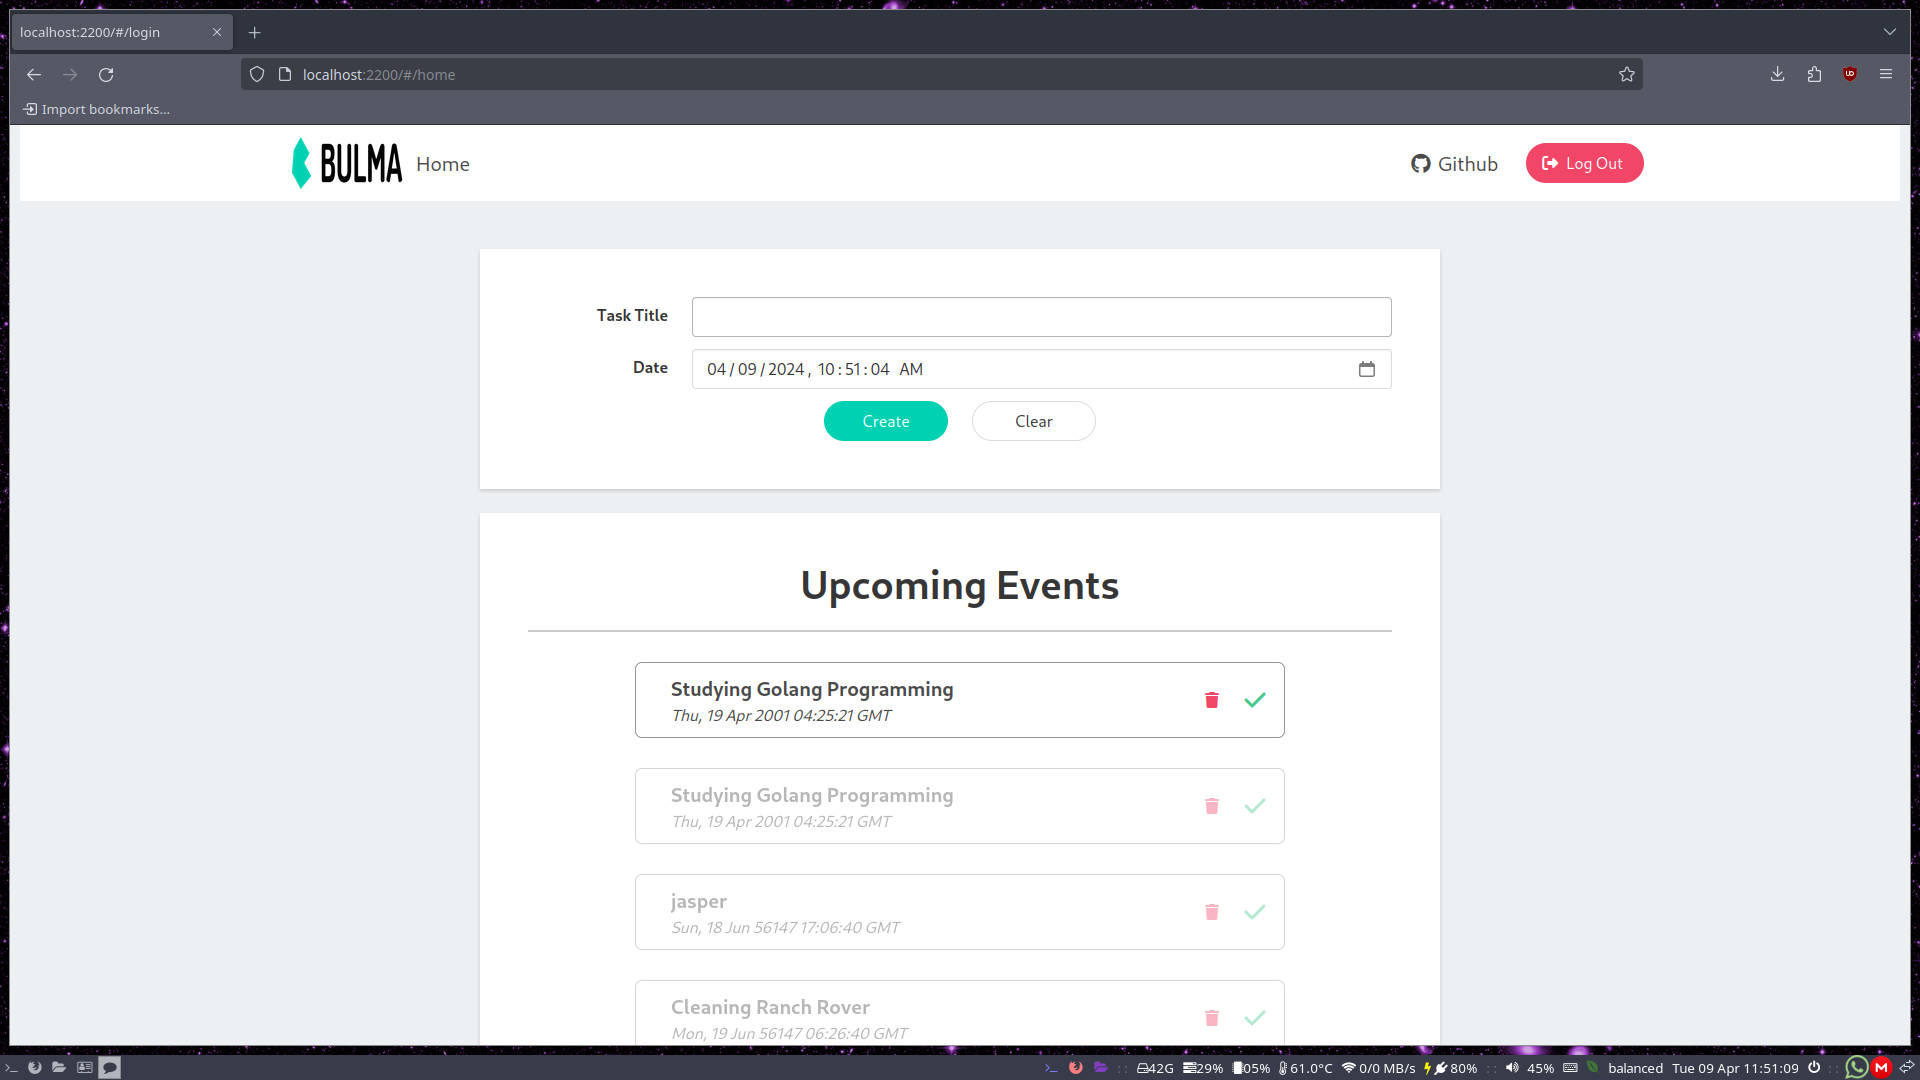 localhost:2200/#/login
localhost:2200/#/home
Import bookmarks...
BULMA Home Github Log Out
Task Title
Date 04/09/2024, 10:51:04 AM
Create Clear
Upcoming Events
Studying Golang Programming
Thu, 19 Apr 2001 04:25:21 GMT
Studying Golang Programming
Thu, 19 Apr 2001 04:25:21 GMT
jasper
Sun, 18 Jun 56147 17:06:40 GMT
Cleaning Ranch Rover
Mon, 19 Jun 56147 06:26:40 GMT
42G 29% 05% 61.0°C 0/0 MB/s 80% 45% balanced Tue 09 Apr 11:51:09